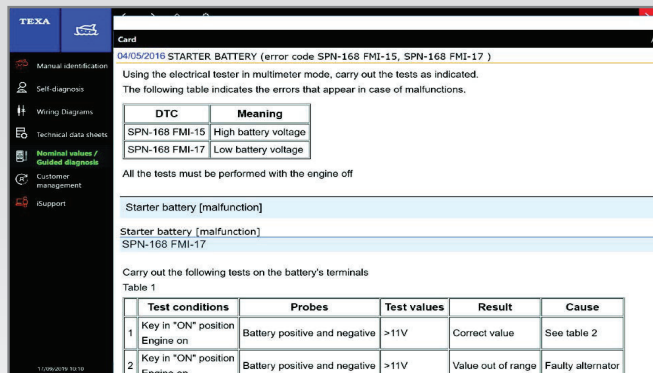 TEXA
Card
04/05/2016 STARTER BATTERY (error code SPN-168 FMI-15, SPN-168 FMI-17 )
Manual identification
Self-diagnosis
Wiring Diagrams
Technical data sheets
Nominal values /
Guided diagnosis
Customer
management
iSupport
17/09/2019 10:10
Using the electrical tester in multimeter mode, carry out the tests as indicated.
The following table indicates the errors that appear in case of malfunctions.
DTC Meaning
SPN-168 FMI-15 High battery voltage
SPN-168 FMI-17 Low battery voltage
All the tests must be performed with the engine off
Starter battery [malfunction]
Starter battery [malfunction]
SPN-168 FMI-17
Carry out the following tests on the battery's terminals
Table 1
Test conditions Probes Test values Result Cause
1 Key in "ON" position Engine on Battery positive and negative >11V Correct value See table 2
2 Key in "ON" position Engine on Battery positive and negative >11V Value out of range Faulty alternator